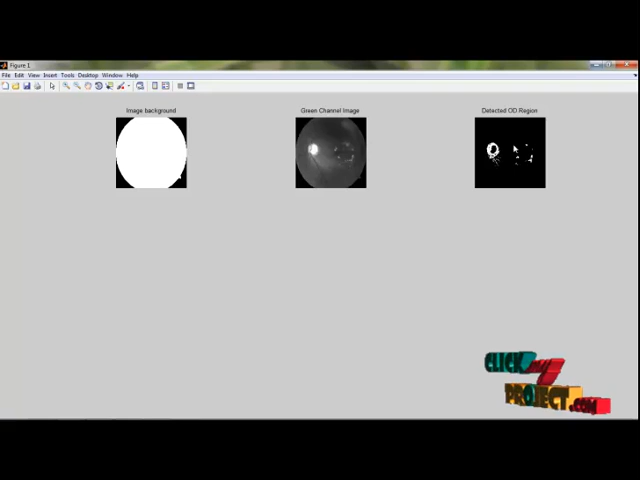 Figure 1
File Edit View Insert Tools Desktop Window Help
Image background
Green Channel Image
Detected OD Region
CLICK my
PROJECT.COM